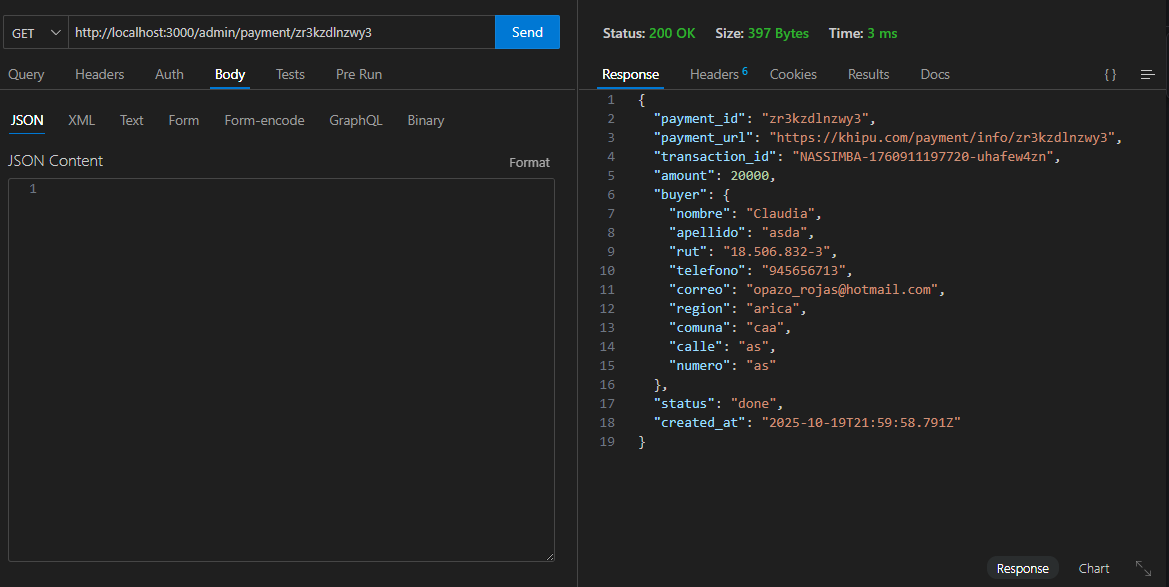 GET http://localhost:3000/admin/payment/zr3kzdlnzwy3 Send
Query Headers Auth Body Tests Pre Run
JSON XML Text Form Form-encode GraphQL Binary
JSON Content Format
1
Status: 200 OK Size: 397 Bytes Time: 3 ms
Response Headers 6 Cookies Results Docs {}
1 {
2 "payment_id": "zr3kzdlnzwy3",
3 "payment_url": "https://khipu.com/payment/info/zr3kzdlnzwy3",
4 "transaction_id": "NASSIMBA-1760911197720-uhafew4zn",
5 "amount": 20000,
6 "buyer": {
7 "nombre": "Claudia",
8 "apellido": "asda",
9 "rut": "18.506.832-3",
10 "telefono": "945656713",
11 "correo": "opazo_rojas@hotmail.com",
12 "region": "arica",
13 "comuna": "caa",
14 "calle": "as",
15 "numero": "as"
16 },
17 "status": "done",
18 "created_at": "2025-10-19T21:59:58.791Z"
19 }
Response Chart